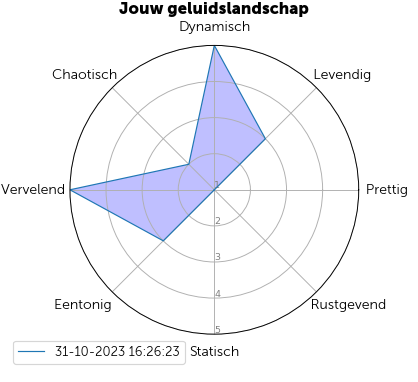 Jouw geluidslandschap
Dynamisch
Chaotisch
Levendig
1
Vervelend
Prettig
2
3
4
Eentonig
Rustgevend
5
31-10-2023 16:26:23
Statisch